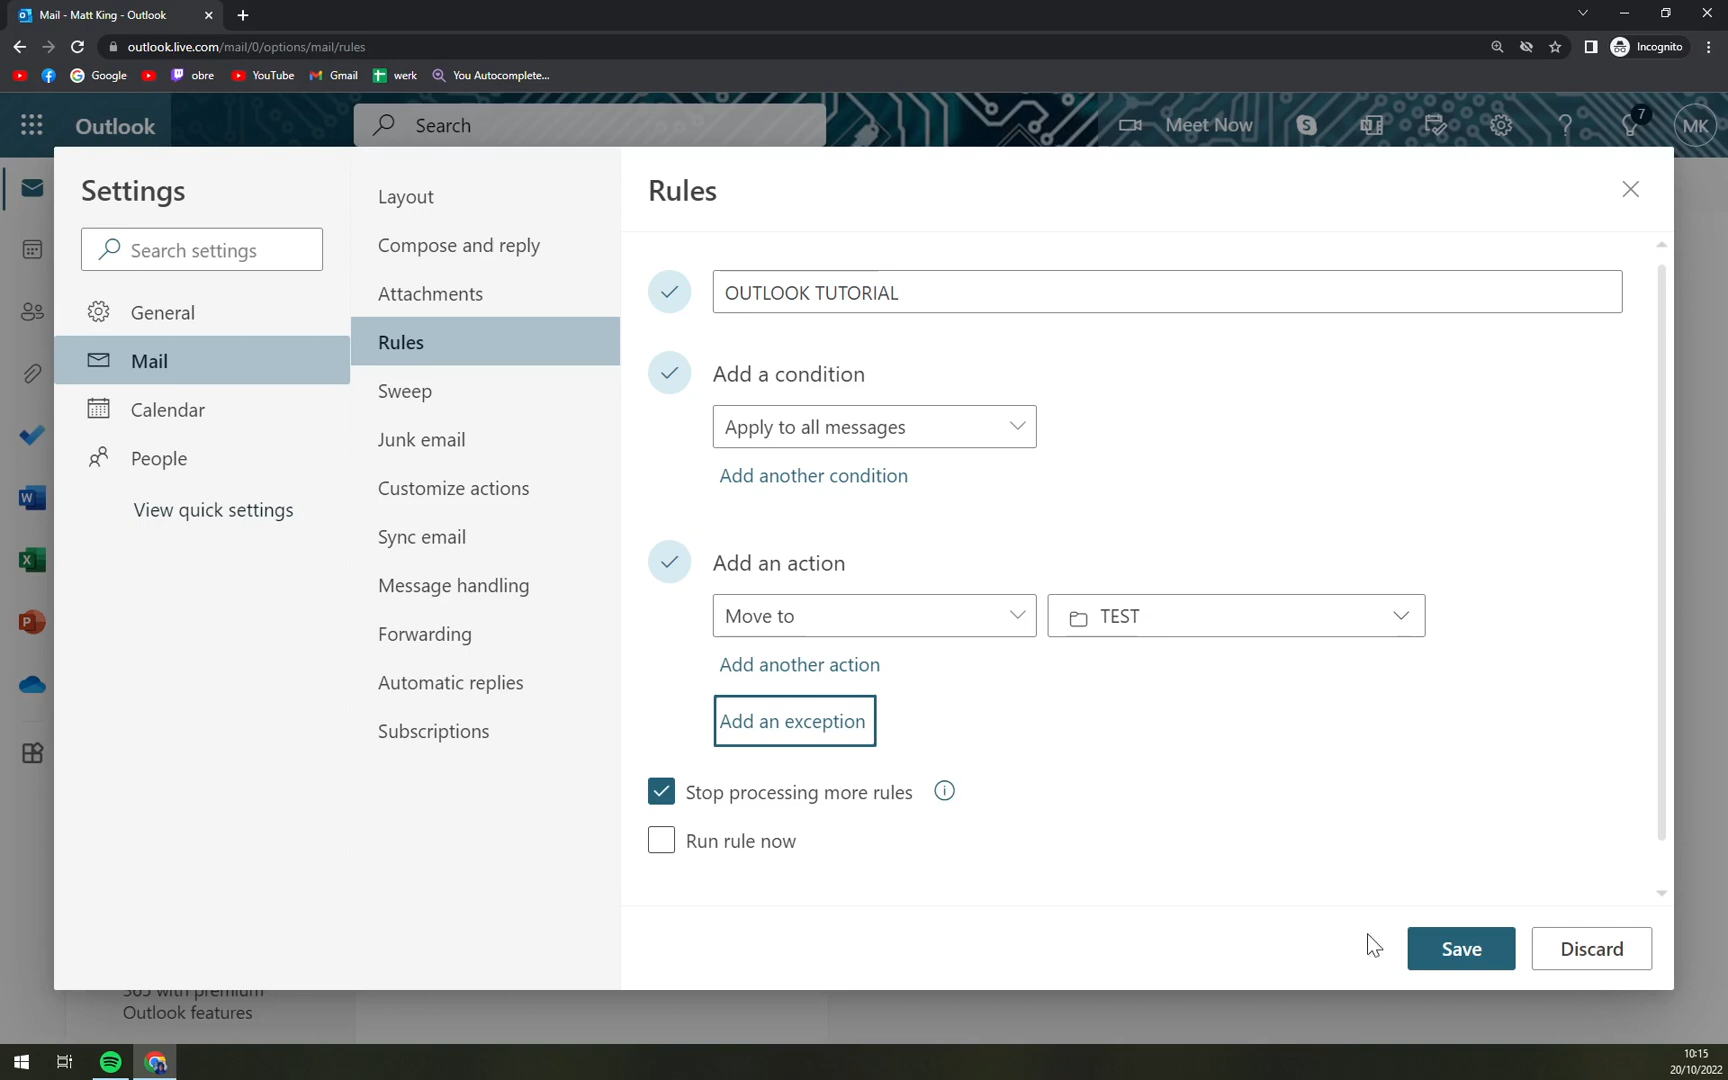 Mail - Matt King - Outlook
outlook.live.com/mail/0/options/mail/rules
Incognito
Google
obre
YouTube
Gmail
werk
You Autocomplete...
Outlook
Search
Meet Now
7
MK
Settings
Search settings
General
Mail
Calendar
People
View quick settings
Layout
Compose and reply
Attachments
Rules
Sweep
Junk email
Customize actions
Sync email
Message handling
Forwarding
Automatic replies
Subscriptions
Rules
OUTLOOK TUTORIAL
Add a condition
Apply to all messages
Add another condition
Add an action
Move to
TEST
Add another action
Add an exception
Stop processing more rules
Run rule now
Save
Discard
365 with premium
Outlook features
10:15
20/10/2022